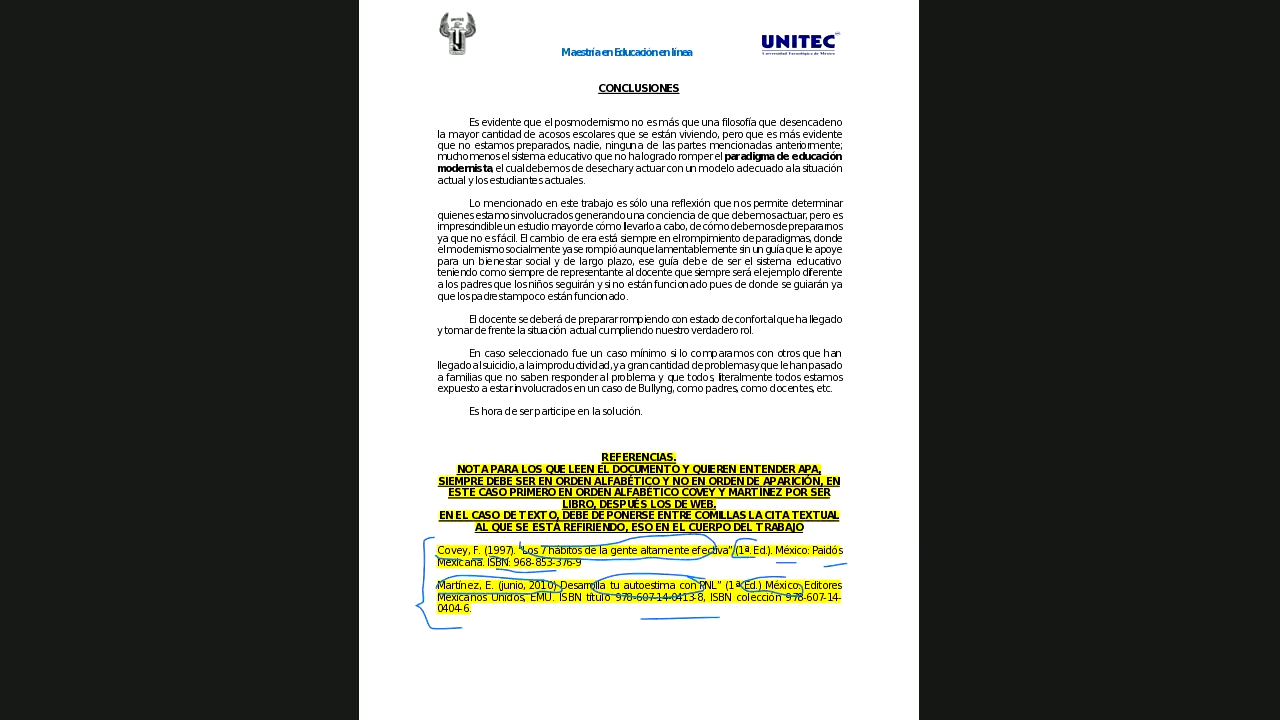 Maestría en Educación en línea
UNITEC
Universidad Tecnológica de México
CONCLUSIONES
Es evidente que el posmodernismo no es más que una filosofía que desencadeno
la mayor cantidad de acosos escolares que se están viviendo, pero que es más evidente
que no estamos preparados, nadie, ninguna de las partes mencionadas anteriormente;
mucho menos el sistema educativo que no ha logrado romper el paradigma de educación
modernista, el cual debemos de desechar y actuar con un modelo adecuado a la situación
actual y los estudiantes actuales.
Lo mencionado en este trabajo es sólo una reflexión que nos permite determinar
quienes estamos involucrados generando una conciencia de que debemos actuar, pero es
imprescindible un estudio mayor de cómo llevarlo a cabo, de cómo debemos de prepararnos
ya que no es fácil. El cambio de era está siempre en el rompimiento de paradigmas, donde
el modernismo socialmente ya se rompió aunque lamentablemente sin un guía que le apoye
para un bienestar social y de largo plazo, ese guía debe de ser el sistema educativo
teniendo como siempre de representante al docente que siempre será el ejemplo diferente
a los padres que los niños seguirán y si no están funcionado pues de donde se guiarán ya
que los padres tampoco están funcionado.
El docente se deberá de preparar rompiendo con estado de confort al que ha llegado
y tomar de frente la situación actual cumpliendo nuestro verdadero rol.
En caso seleccionado fue un caso mínimo si lo comparamos con otros que han
llegado al suicidio, a la improductividad, y a gran cantidad de problemas y que le han pasado
a familias que no saben responder al problema y que todos, literalmente todos estamos
expuesto a estar involucrados en un caso de Bullyng, como padres, como docentes, etc.
Es hora de ser participe en la solución.
REFERENCIAS.
NOTA PARA LOS QUE LEEN EL DOCUMENTO Y QUIEREN ENTENDER APA,
SIEMPRE DEBE SER EN ORDEN ALFABÉTICO Y NO EN ORDEN DE APARICIÓN, EN
ESTE CASO PRIMERO EN ORDEN ALFABÉTICO COVEY Y MARTINEZ POR SER
LIBRO, DESPUÉS LOS DE WEB.
EN EL CASO DE TEXTO, DEBE DE PONERSE ENTRE COMILLAS LA CITA TEXTUAL
AL QUE SE ESTÁ REFIRIENDO, ESO EN EL CUERPO DEL TRABAJO
Covey, F. (1997). "Los 7 hábitos de la gente altamente efectiva" (1ª. Ed.). México: Paidós
Mexicana. ISBN: 968-853-376-9
Martínez, E. (junio, 2010) Desarrolla tu autoestima con PNL" (1ª Ed.) México: Editores
Mexicanos Unidos, EMU. ISBN título 978-607-14-0413-8, ISBN colección 978-607-14-
0404-6.